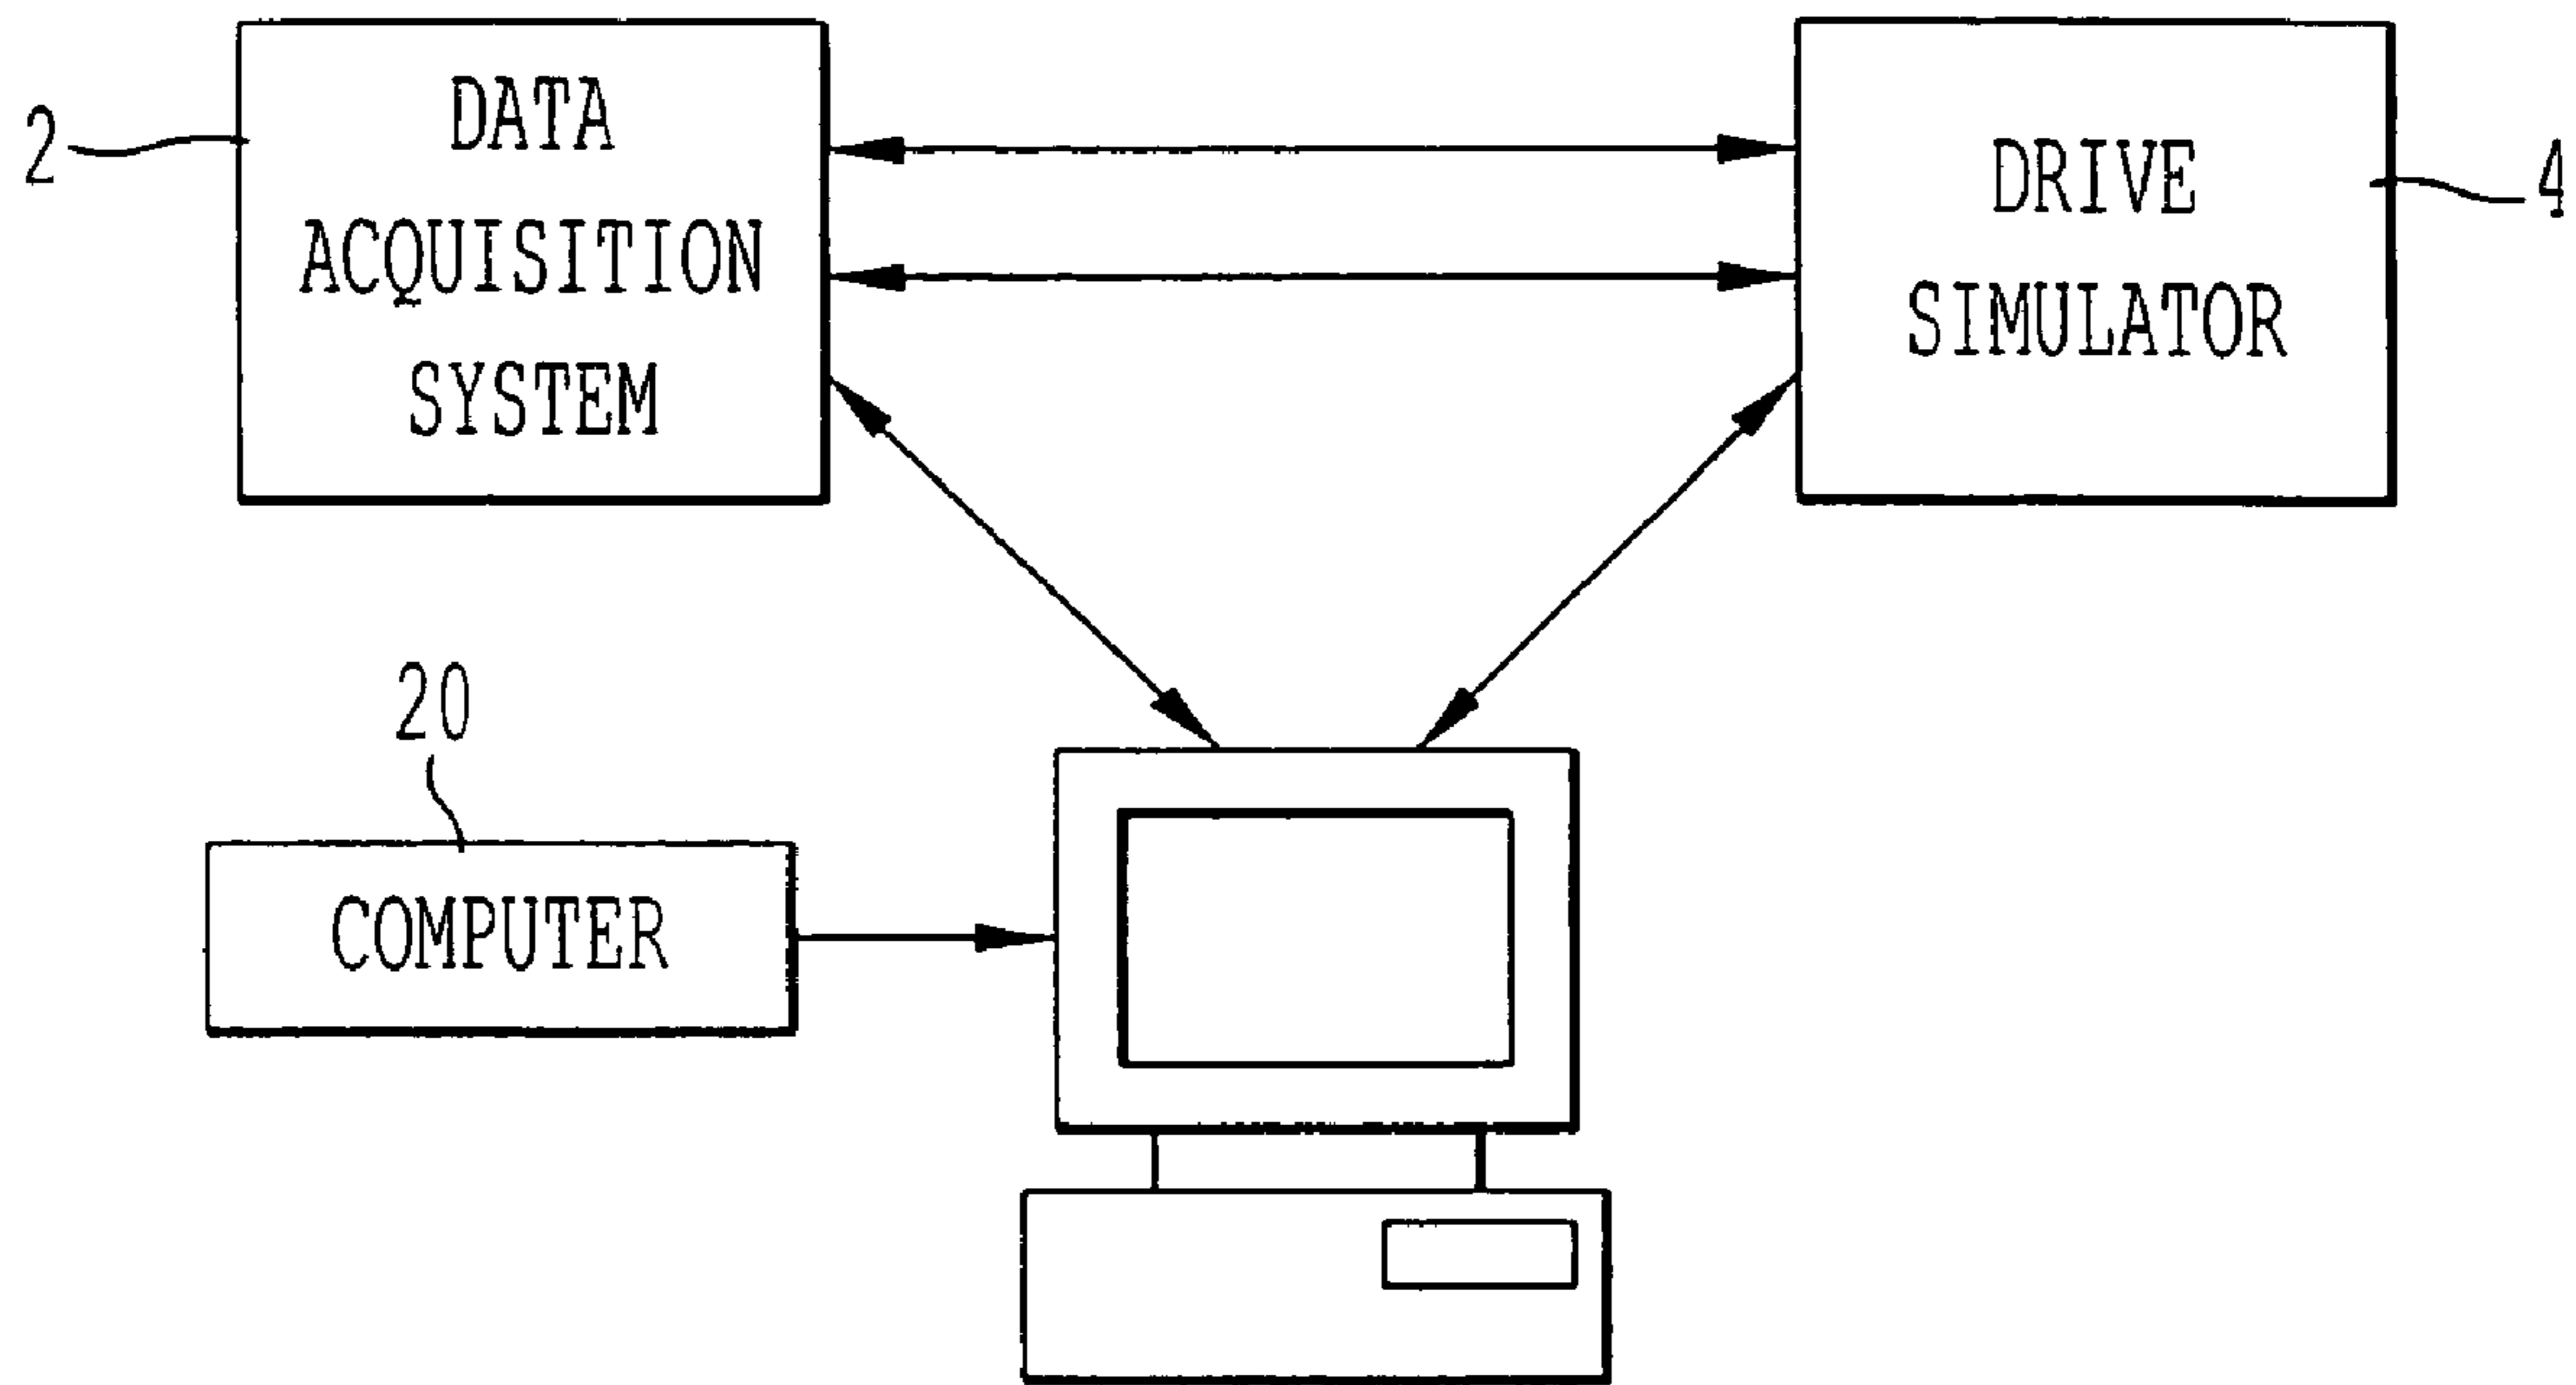 2
DATA
ACQUISITION
SYSTEM
DRIVE
SIMULATOR
4
20
COMPUTER